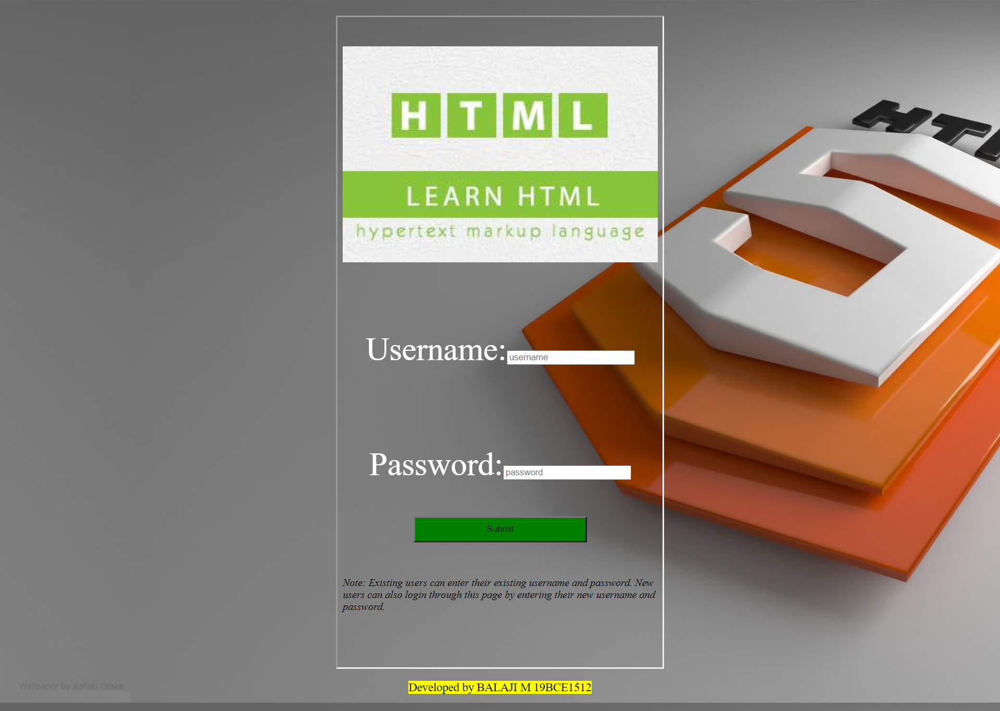 HTML
LEARN HTML
hypertext markup language
HT
Username:
username
Password:
password
Submit
Note: Existing users can enter their existing username and password. New
users can also login through this page by entering their new username and
password.
Wallpaper by Rafael Otake
Developed by BALAJI M 19BCE1512